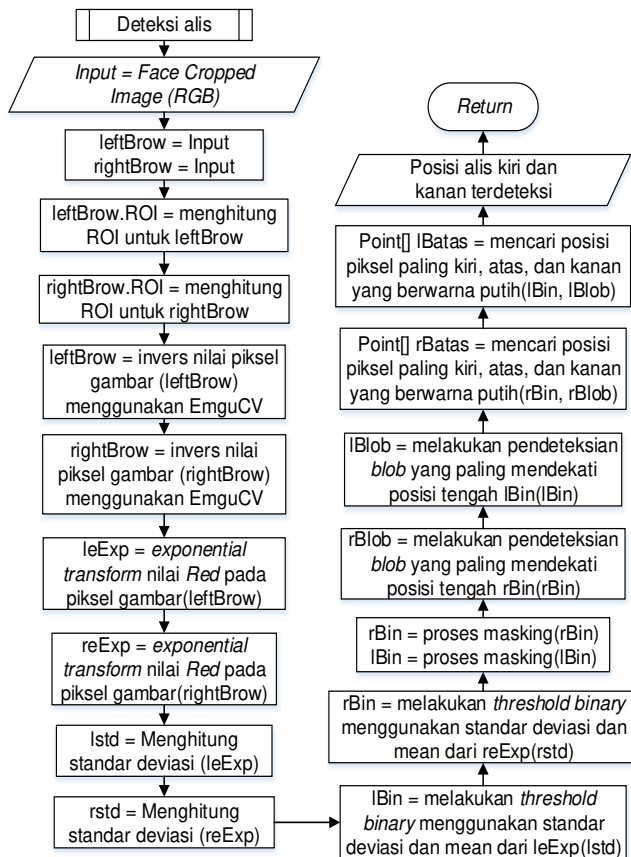 Deteksi alis
Input = Face Cropped
Image (RGB)
leftBrow = Input
rightBrow = Input
leftBrow.ROI = menghitung
ROI untuk leftBrow
rightBrow.ROI = menghitung
ROI untuk rightBrow
leftBrow = invers nilai piksel
gambar (leftBrow)
menggunakan EmguCV
rightBrow = invers nilai
piksel gambar (rightBrow)
menggunakan EmguCV
leExp = exponential
transform nilai Red pada
piksel gambar(leftBrow)
reExp = exponential
transform nilai Red pada
piksel gambar(rightBrow)
lstd = Menghitung
standar deviasi (leExp)
rstd = Menghitung
standar deviasi (reExp)
lBin = melakukan threshold
binary menggunakan standar
deviasi dan mean dari leExp(lstd)
rBin = melakukan threshold binary
menggunakan standar deviasi dan
mean dari reExp(rstd)
rBin = proses masking(rBin)
lBin = proses masking(lBin)
rBlob = melakukan pendeteksian
blob yang paling mendekati
posisi tengah rBin(rBin)
lBlob = melakukan pendeteksian
blob yang paling mendekati
posisi tengah lBin(lBin)
Point[] rBatas = mencari posisi
piksel paling kiri, atas, dan kanan
yang berwarna putih(rBin, rBlob)
Point[] lBatas = mencari posisi
piksel paling kiri, atas, dan kanan
yang berwarna putih(lBin, lBlob)
Posisi alis kiri dan
kanan terdeteksi
Return